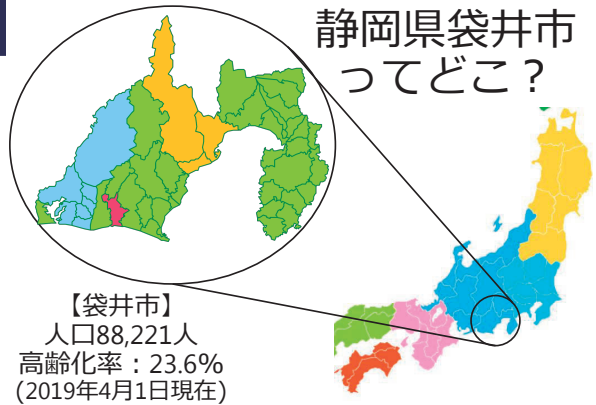 静岡県袋井市
ってどこ？
【袋井市】
人口88,221人
高齢化率：23.6%
(2019年4月1日現在)